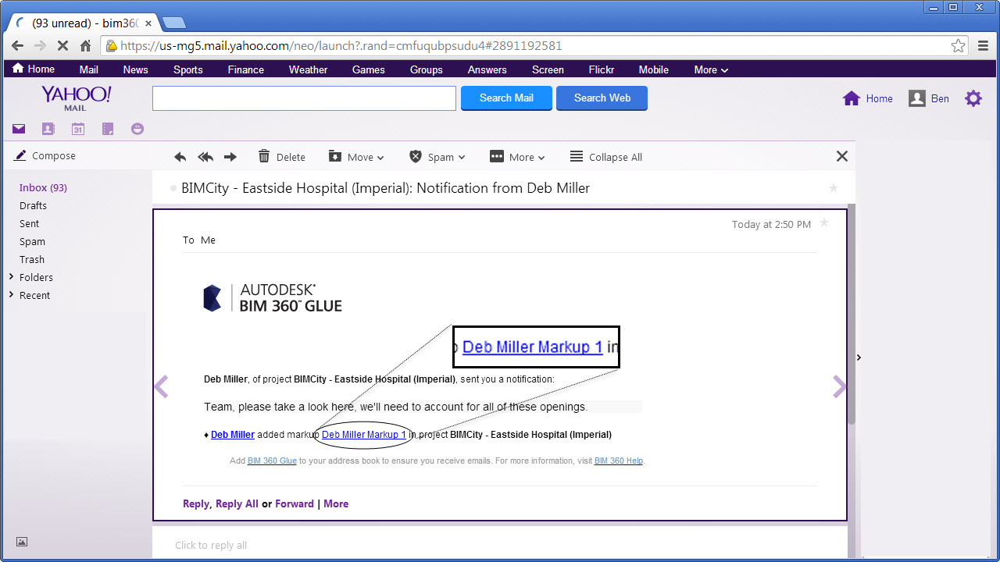 (93 unread) - bim360
https://us-mg5.mail.yahoo.com/neo/launch?.rand=cmfuqubpsudu4#2891192581
Home Mail News Sports Finance Weather Games Groups Answers Screen Flickr Mobile More
YAHOO!
MAIL
Search Mail Search Web Home Ben
31
Compose Delete Move Spam More Collapse All
BIMCity - Eastside Hospital (Imperial): Notification from Deb Miller
Inbox (93)
Drafts
Sent
Spam
Trash
Folders
Recent
Today at 2:50 PM
To Me
AUTODESK®
BIM 360™ GLUE
Deb Miller Markup 1 in
Deb Miller, of project BIMCity - Eastside Hospital (Imperial), sent you a notification:
Team, please take a look here, we'll need to account for all of these openings.
♦ Deb Miller added markup Deb Miller Markup 1 in project BIMCity - Eastside Hospital (Imperial)
Add BIM 360 Glue to your address book to ensure you receive emails. For more information, visit BIM 360 Help.
Reply, Reply All or Forward | More
Click to reply all